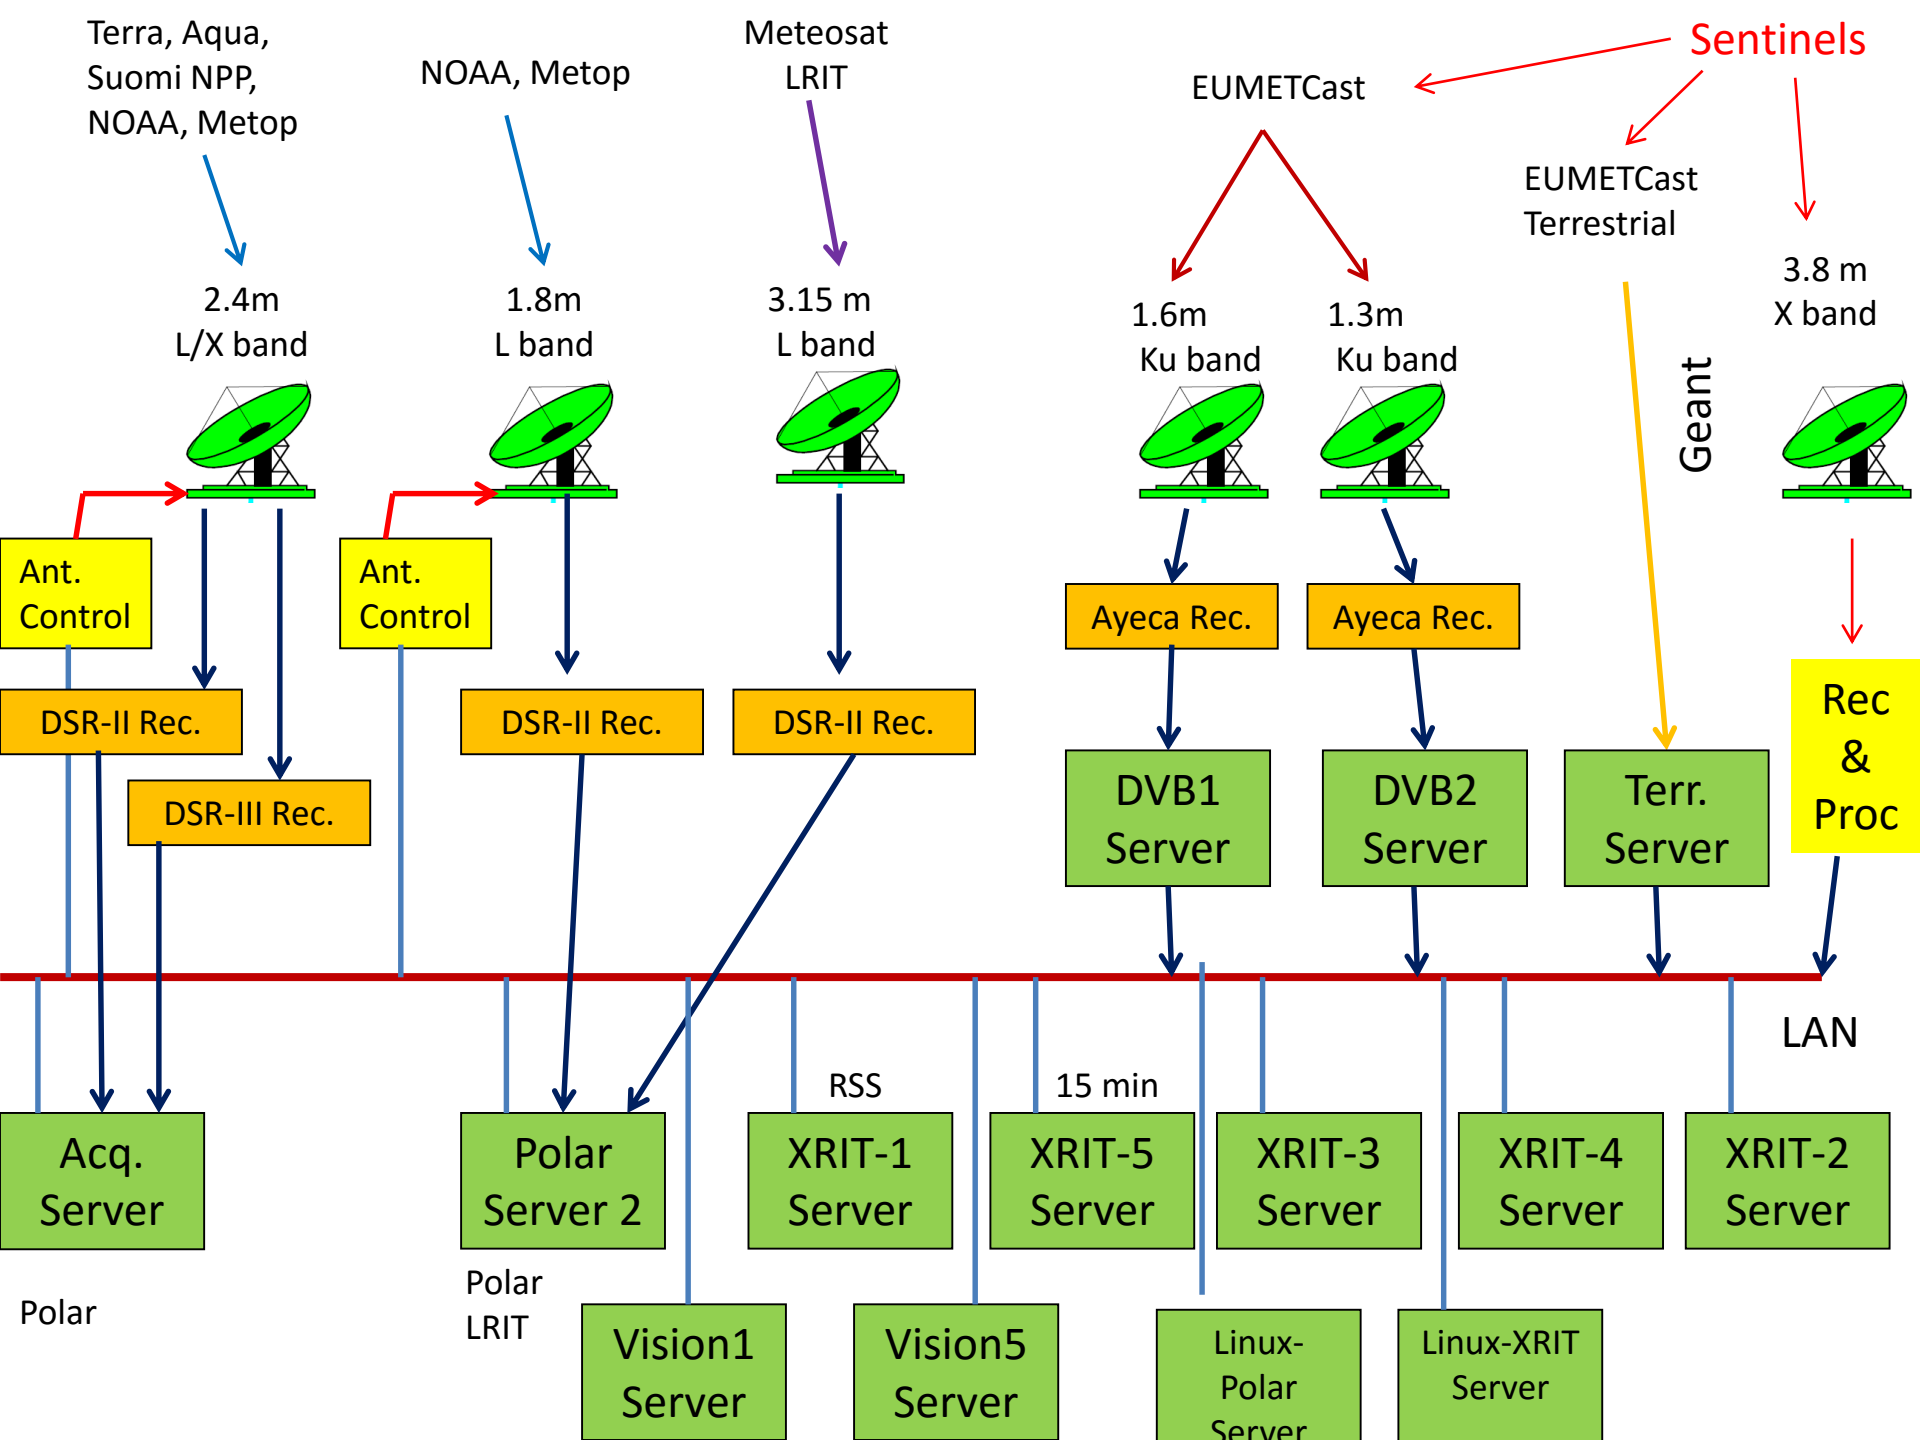 Terra, Aqua,
Suomi NPP,
NOAA, Metop
NOAA, Metop
Meteosat
LRIT
EUMETCast
Sentinels
EUMETCast
Terrestrial
2.4m
L/X band
1.8m
L band
3.15 m
L band
1.6m
Ku band
1.3m
Ku band
Geant
3.8 m
X band
Ant.
Control
Ant.
Control
DSR-II Rec.
DSR-III Rec.
DSR-II Rec.
DSR-II Rec.
Ayeca Rec.
Ayeca Rec.
DVB1
Server
DVB2
Server
Terr.
Server
Rec
&
Proc
LAN
RSS
15 min
Acq.
Server
Polar
Server 2
XRIT-1
Server
XRIT-5
Server
XRIT-3
Server
XRIT-4
Server
XRIT-2
Server
Polar
Polar
LRIT
Vision1
Server
Vision5
Server
Linux-
Polar
Server
Linux-XRIT
Server